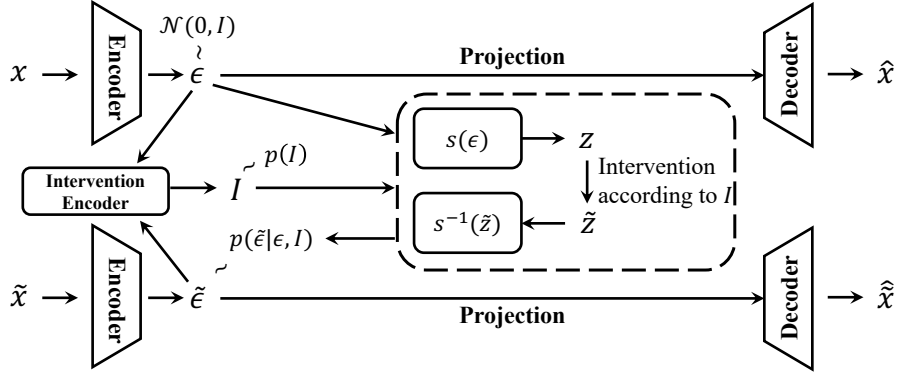 𝒩(0, I)
~
x
Encoder
ϵ
Projection
Decoder
x̂
s(ϵ)
z
Intervention
Encoder
I ~ p(I)
Intervention
according to I
s⁻¹(z̃)
z̃
~ p(ϵ̃|ϵ, I)
x̃
Encoder
ϵ̃
Projection
Decoder
x̃̂